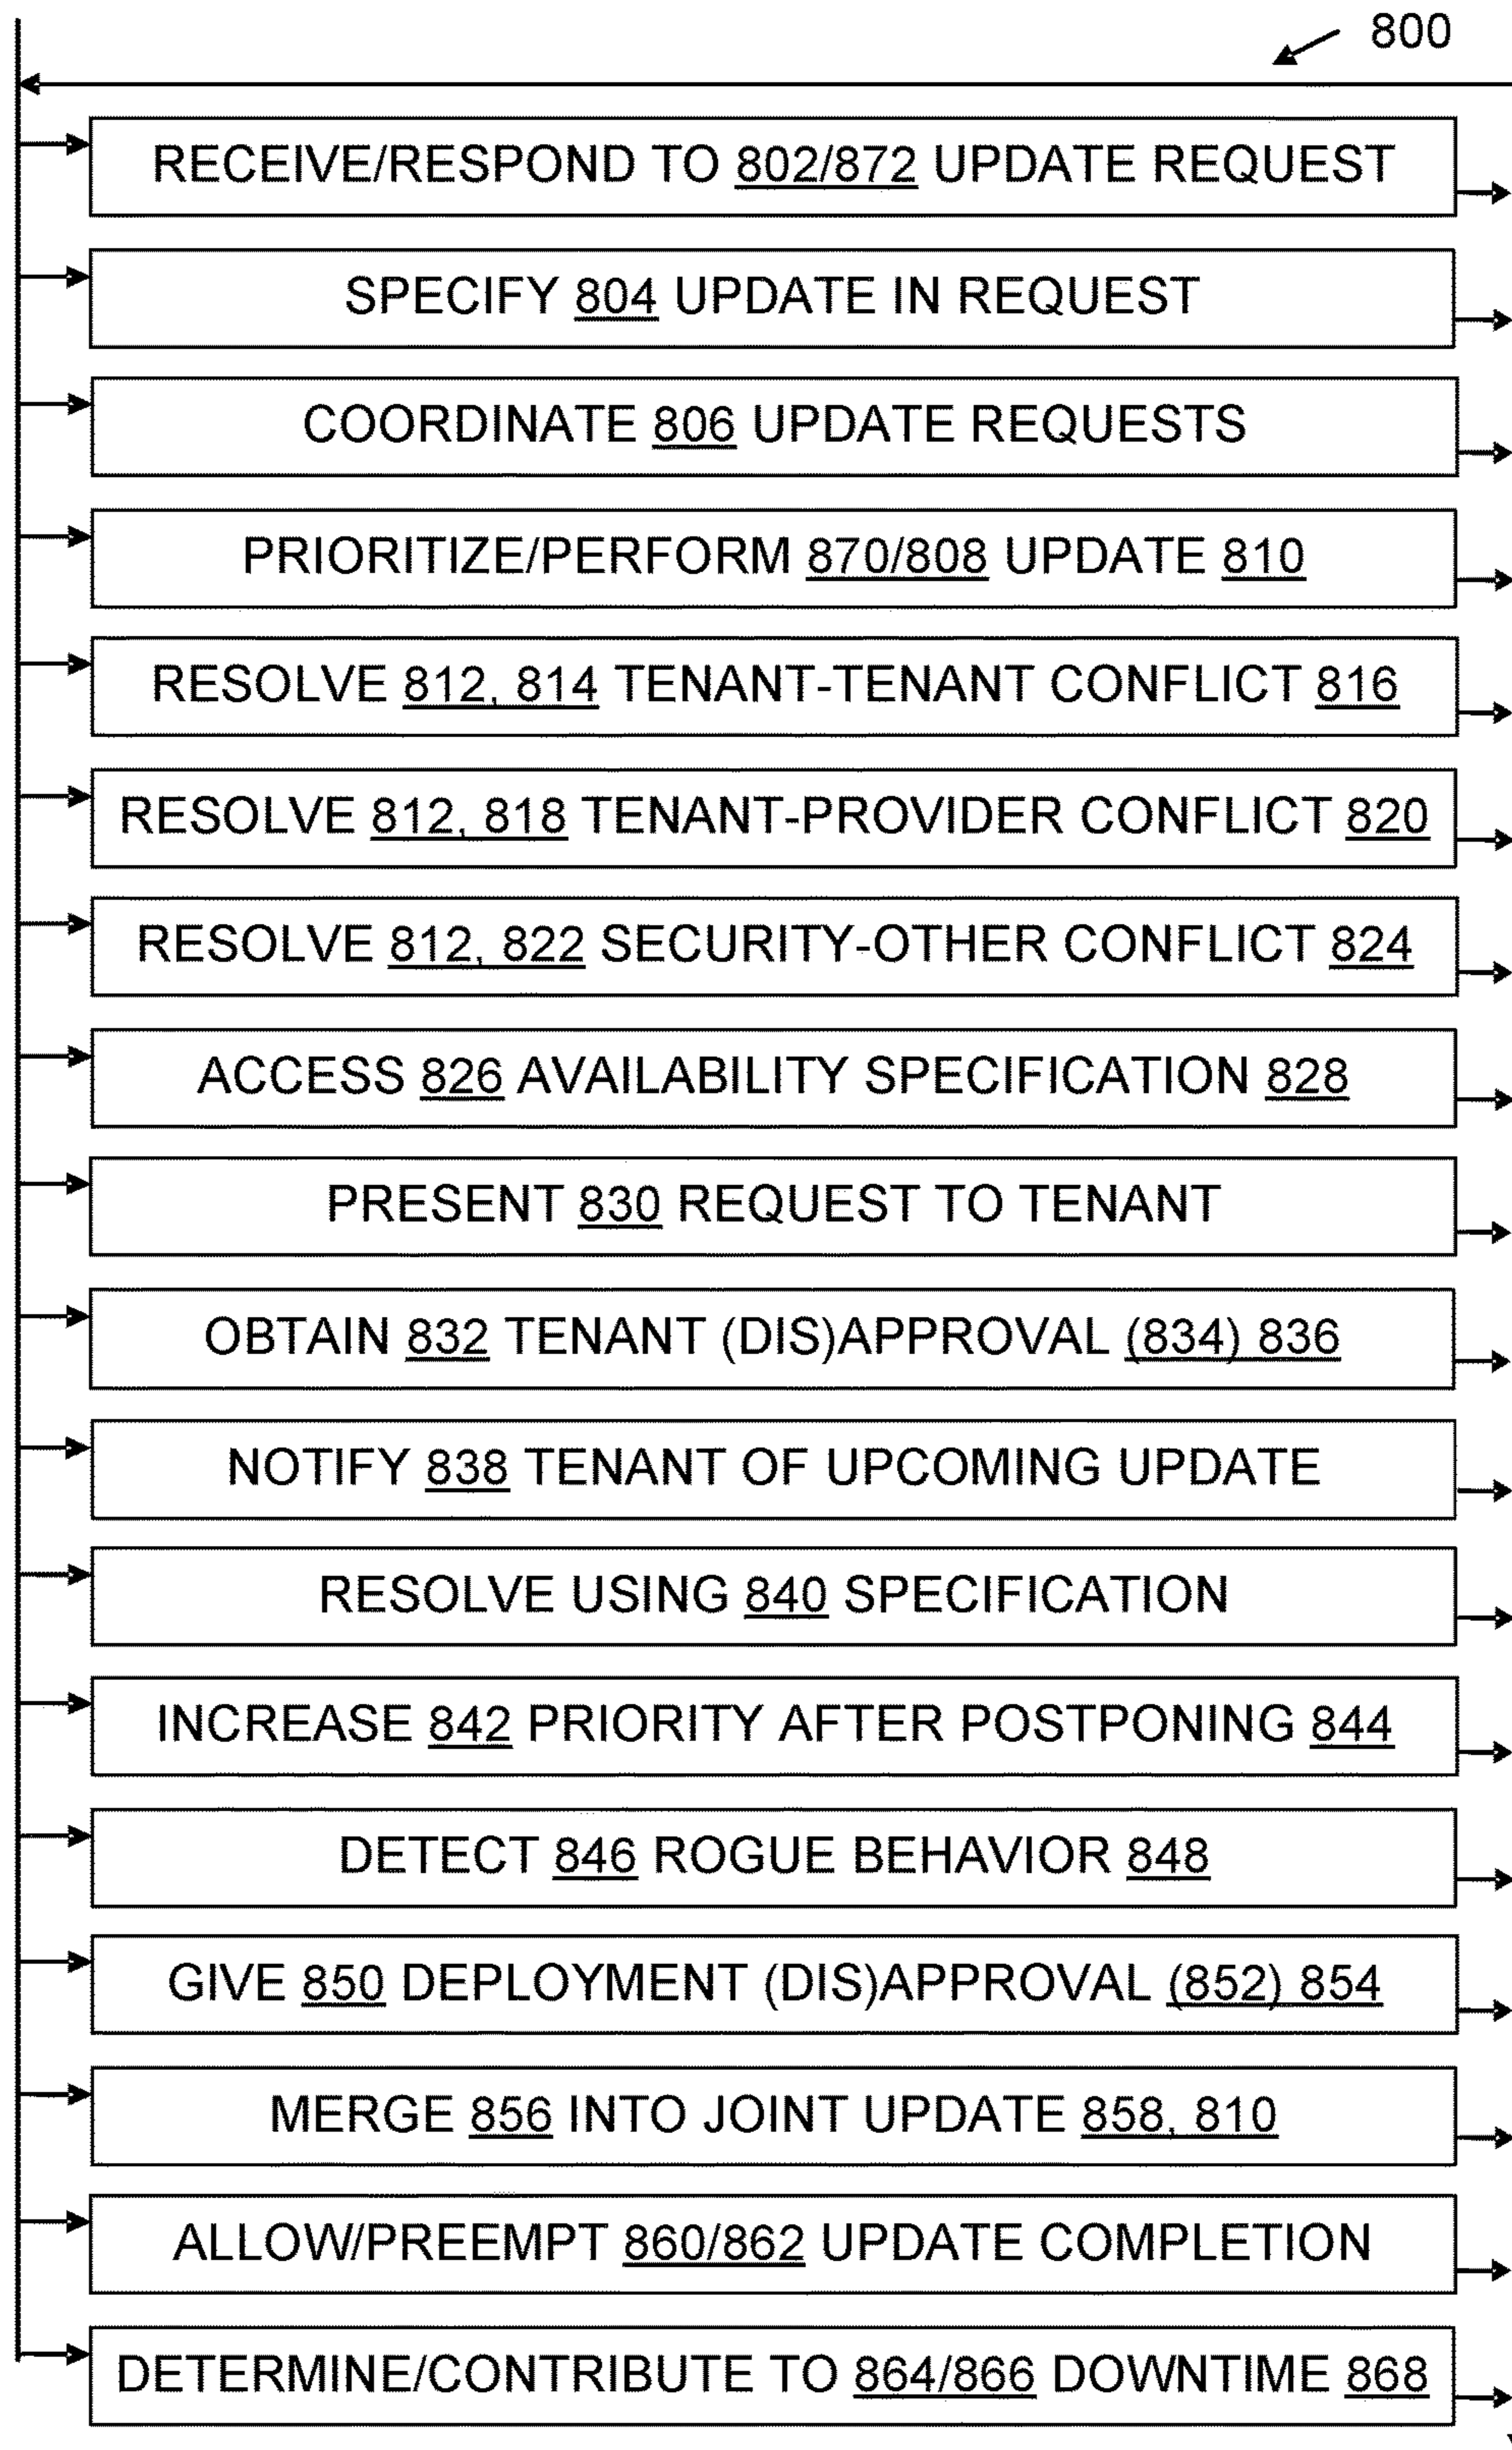 800
RECEIVE/RESPOND TO 802/872 UPDATE REQUEST
SPECIFY 804 UPDATE IN REQUEST
COORDINATE 806 UPDATE REQUESTS
PRIORITIZE/PERFORM 870/808 UPDATE 810
RESOLVE 812, 814 TENANT-TENANT CONFLICT 816
RESOLVE 812, 818 TENANT-PROVIDER CONFLICT 820
RESOLVE 812, 822 SECURITY-OTHER CONFLICT 824
ACCESS 826 AVAILABILITY SPECIFICATION 828
PRESENT 830 REQUEST TO TENANT
OBTAIN 832 TENANT (DIS)APPROVAL (834) 836
NOTIFY 838 TENANT OF UPCOMING UPDATE
RESOLVE USING 840 SPECIFICATION
INCREASE 842 PRIORITY AFTER POSTPONING 844
DETECT 846 ROGUE BEHAVIOR 848
GIVE 850 DEPLOYMENT (DIS)APPROVAL (852) 854
MERGE 856 INTO JOINT UPDATE 858, 810
ALLOW/PREEMPT 860/862 UPDATE COMPLETION
DETERMINE/CONTRIBUTE TO 864/866 DOWNTIME 868